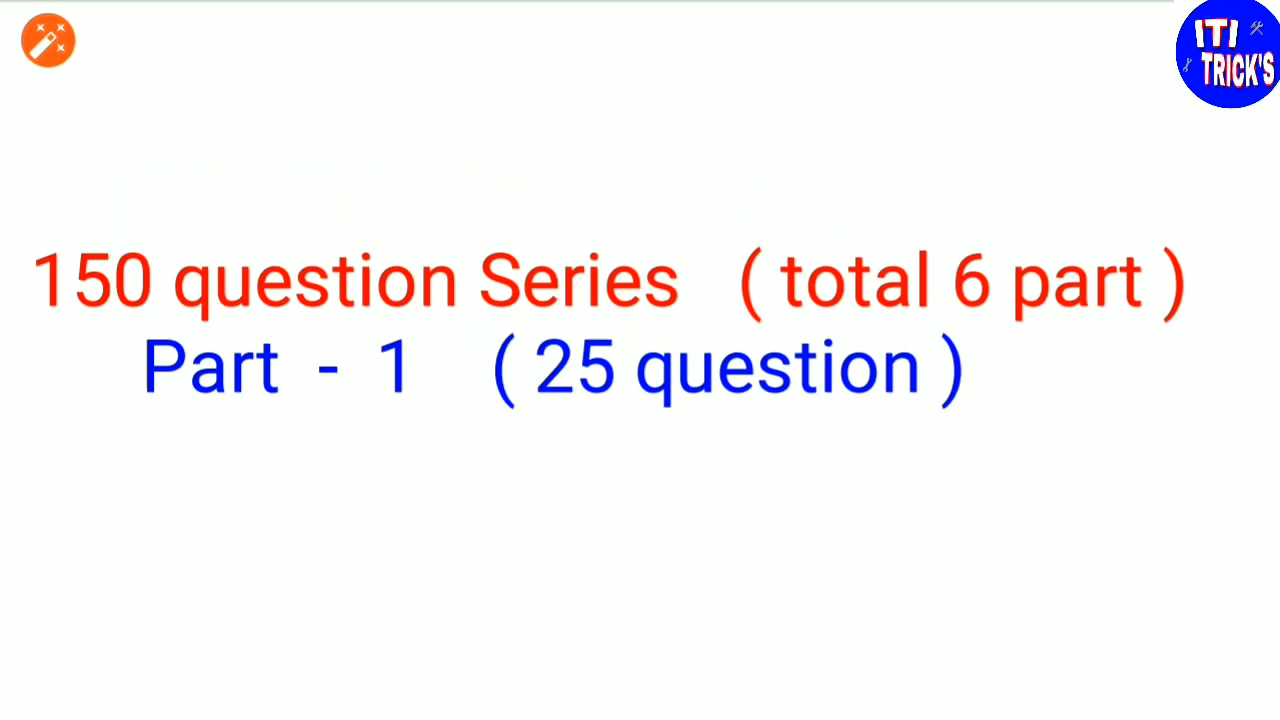 ITI
TRICK'S
150 question Series ( total 6 part )
Part - 1 ( 25 question )